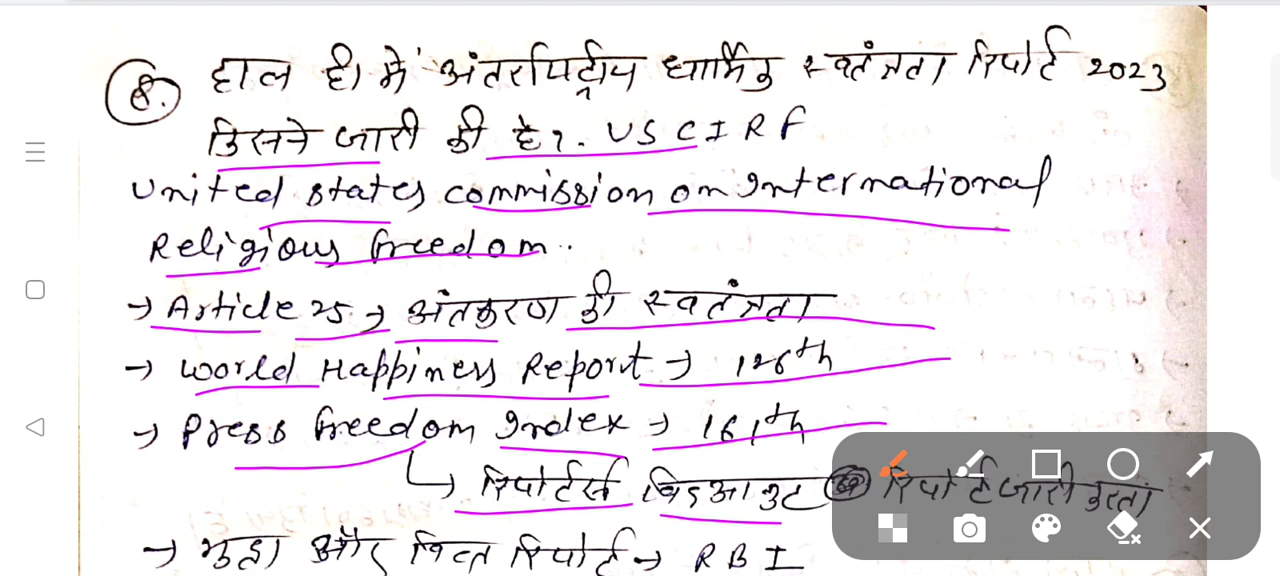 8. हाल ही में अंतर्राष्ट्रीय धार्मिक स्वतंत्रता रिपोर्ट 2023
किसने जारी की है?. USCIRF
United states commission on International
Religious freedom..
→ Article 25 → अंतकरण की स्वतंत्रता
→ World Happiness Report → 126th
→ Press freedom Index → 161th
↳ रिपोर्टर्स विदआउट रिपोर्ट जारी करता
→ मुद्रा और वित्त रिपोर्ट → RBI